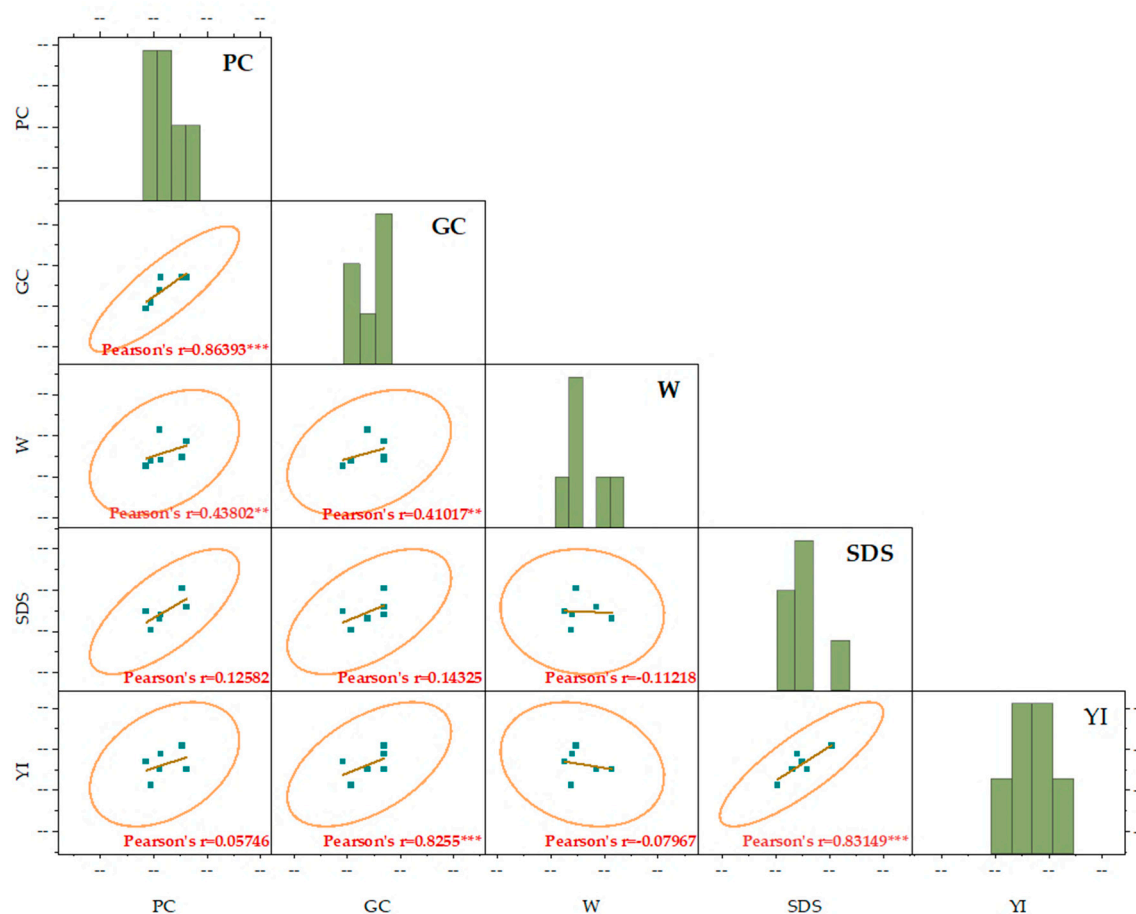 -- -- -- --
--
PC
--
PC
--
--
--
GC
--
GC
--
--
Pearson's r=0.86393***
--
W
--
W
--
--
Pearson's r=0.43802**
Pearson's r=0.41017**
--
SDS
--
SDS
--
--
Pearson's r=0.12582
Pearson's r=0.14325
Pearson's r=-0.11218
--
YI
--
YI
--
--
Pearson's r=0.05746
Pearson's r=0.8255***
Pearson's r=-0.07967
Pearson's r=0.83149***
-- -- -- -- -- -- -- -- -- -- -- -- -- -- -- -- -- -- -- --
PC GC W SDS YI